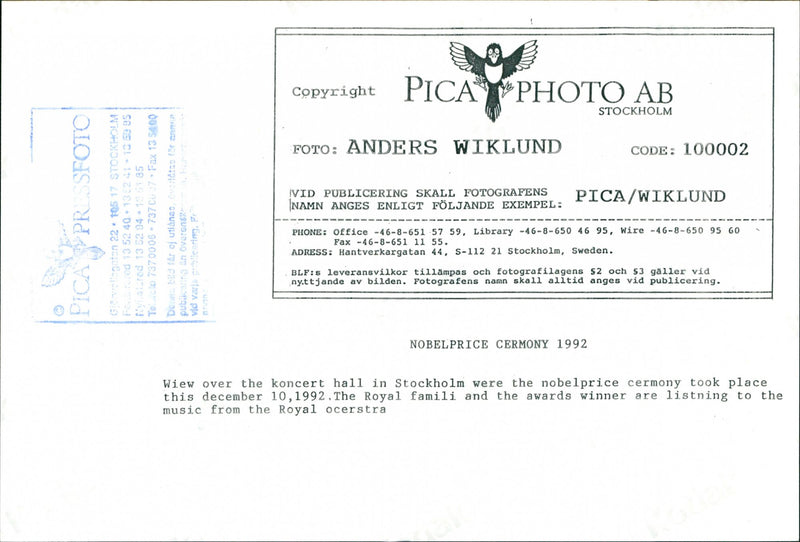 Copyright PICA PHOTO AB
STOCKHOLM
FOTO: ANDERS WIKLUND CODE: 100002
VID PUBLICERING SKALL FOTOGRAFENS
NAMN ANGES ENLIGT FÖLJANDE EXEMPEL: PICA/WIKLUND
PHONE: Office -46-8-651 57 59, Library -46-8-650 46 95, Wire -46-8-650 95 60
Fax -46-8-651 11 55.
ADRESS: Hantverkargatan 44, S-112 21 Stockholm, Sweden.
BLF:s leveransvilkor tillämpas och fotografilagens §2 och §3 gäller vid
nyttjande av bilden. Fotografens namn skall alltid anges vid publicering.
NOBELPRICE CERMONY 1992
Wiew over the koncert hall in Stockholm were the nobelprice cermony took place
this december 10,1992.The Royal famili and the awards winner are listning to the
music from the Royal ocerstra
©
PICA PRESSFOTO
22 • 105 17 STOCKHOLM
Fax